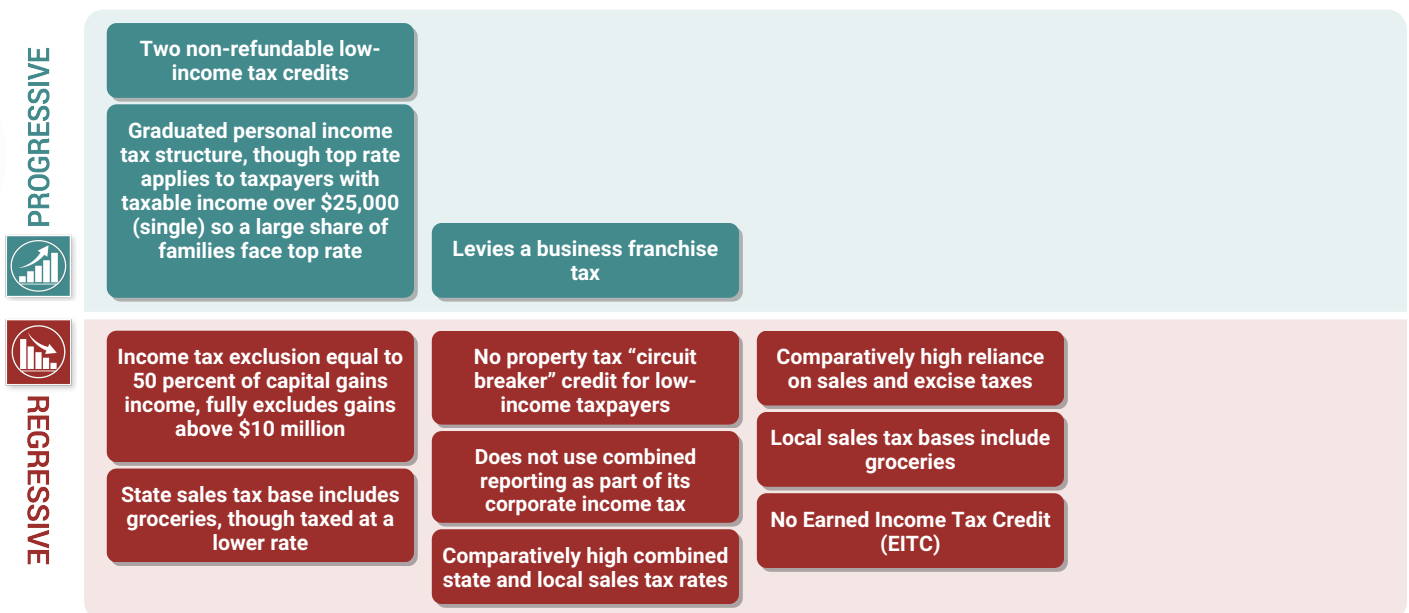 PROGRESSIVE
Two non-refundable low-
income tax credits
Graduated personal income
tax structure, though top rate
applies to taxpayers with
taxable income over $25,000
(single) so a large share of
families face top rate
Levies a business franchise
tax
REGRESSIVE
Income tax exclusion equal to
50 percent of capital gains
income, fully excludes gains
above $10 million
State sales tax base includes
groceries, though taxed at a
lower rate
No property tax “circuit
breaker” credit for low-
income taxpayers
Does not use combined
reporting as part of its
corporate income tax
Comparatively high combined
state and local sales tax rates
Comparatively high reliance
on sales and excise taxes
Local sales tax bases include
groceries
No Earned Income Tax Credit
(EITC)